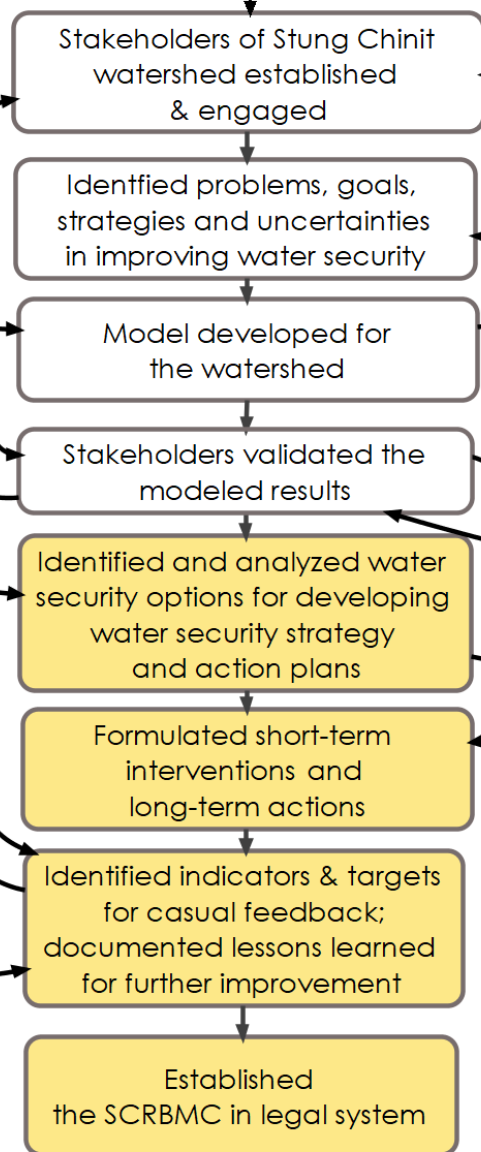 Stakeholders of Stung Chinit
watershed established
& engaged
Identfied problems, goals,
strategies and uncertainties
in improving water security
Model developed for
the watershed
Stakeholders validated the
modeled results
Identified and analyzed water
security options for developing
water security strategy
and action plans
Formulated short-term
interventions and
long-term actions
Identified indicators & targets
for casual feedback;
documented lessons learned
for further improvement
Established
the SCRBMC in legal system